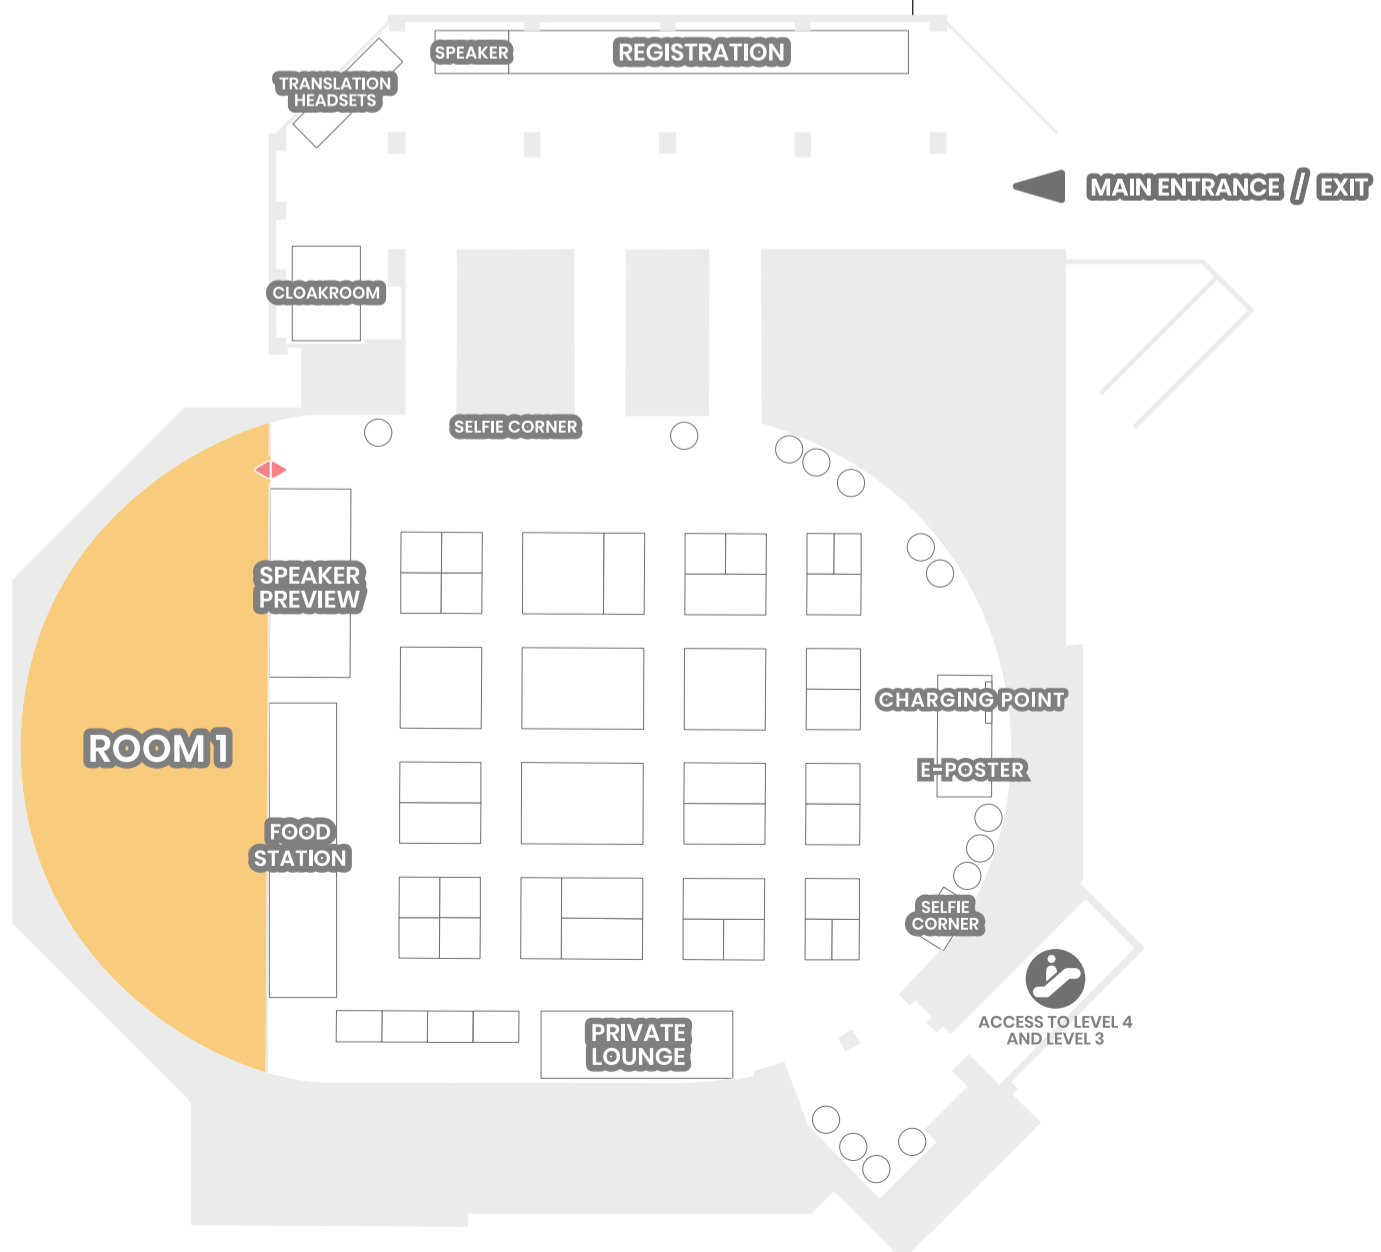 SPEAKER
REGISTRATION
TRANSLATION
HEADSETS
MAIN ENTRANCE // EXIT
CLOAKROOM
SELFIE CORNER
SPEAKER
PREVIEW
CHARGING POINT
ROOM 1
E-POSTER
FOOD
STATION
SELFIE
CORNER
ACCESS TO LEVEL 4
AND LEVEL 3
PRIVATE
LOUNGE